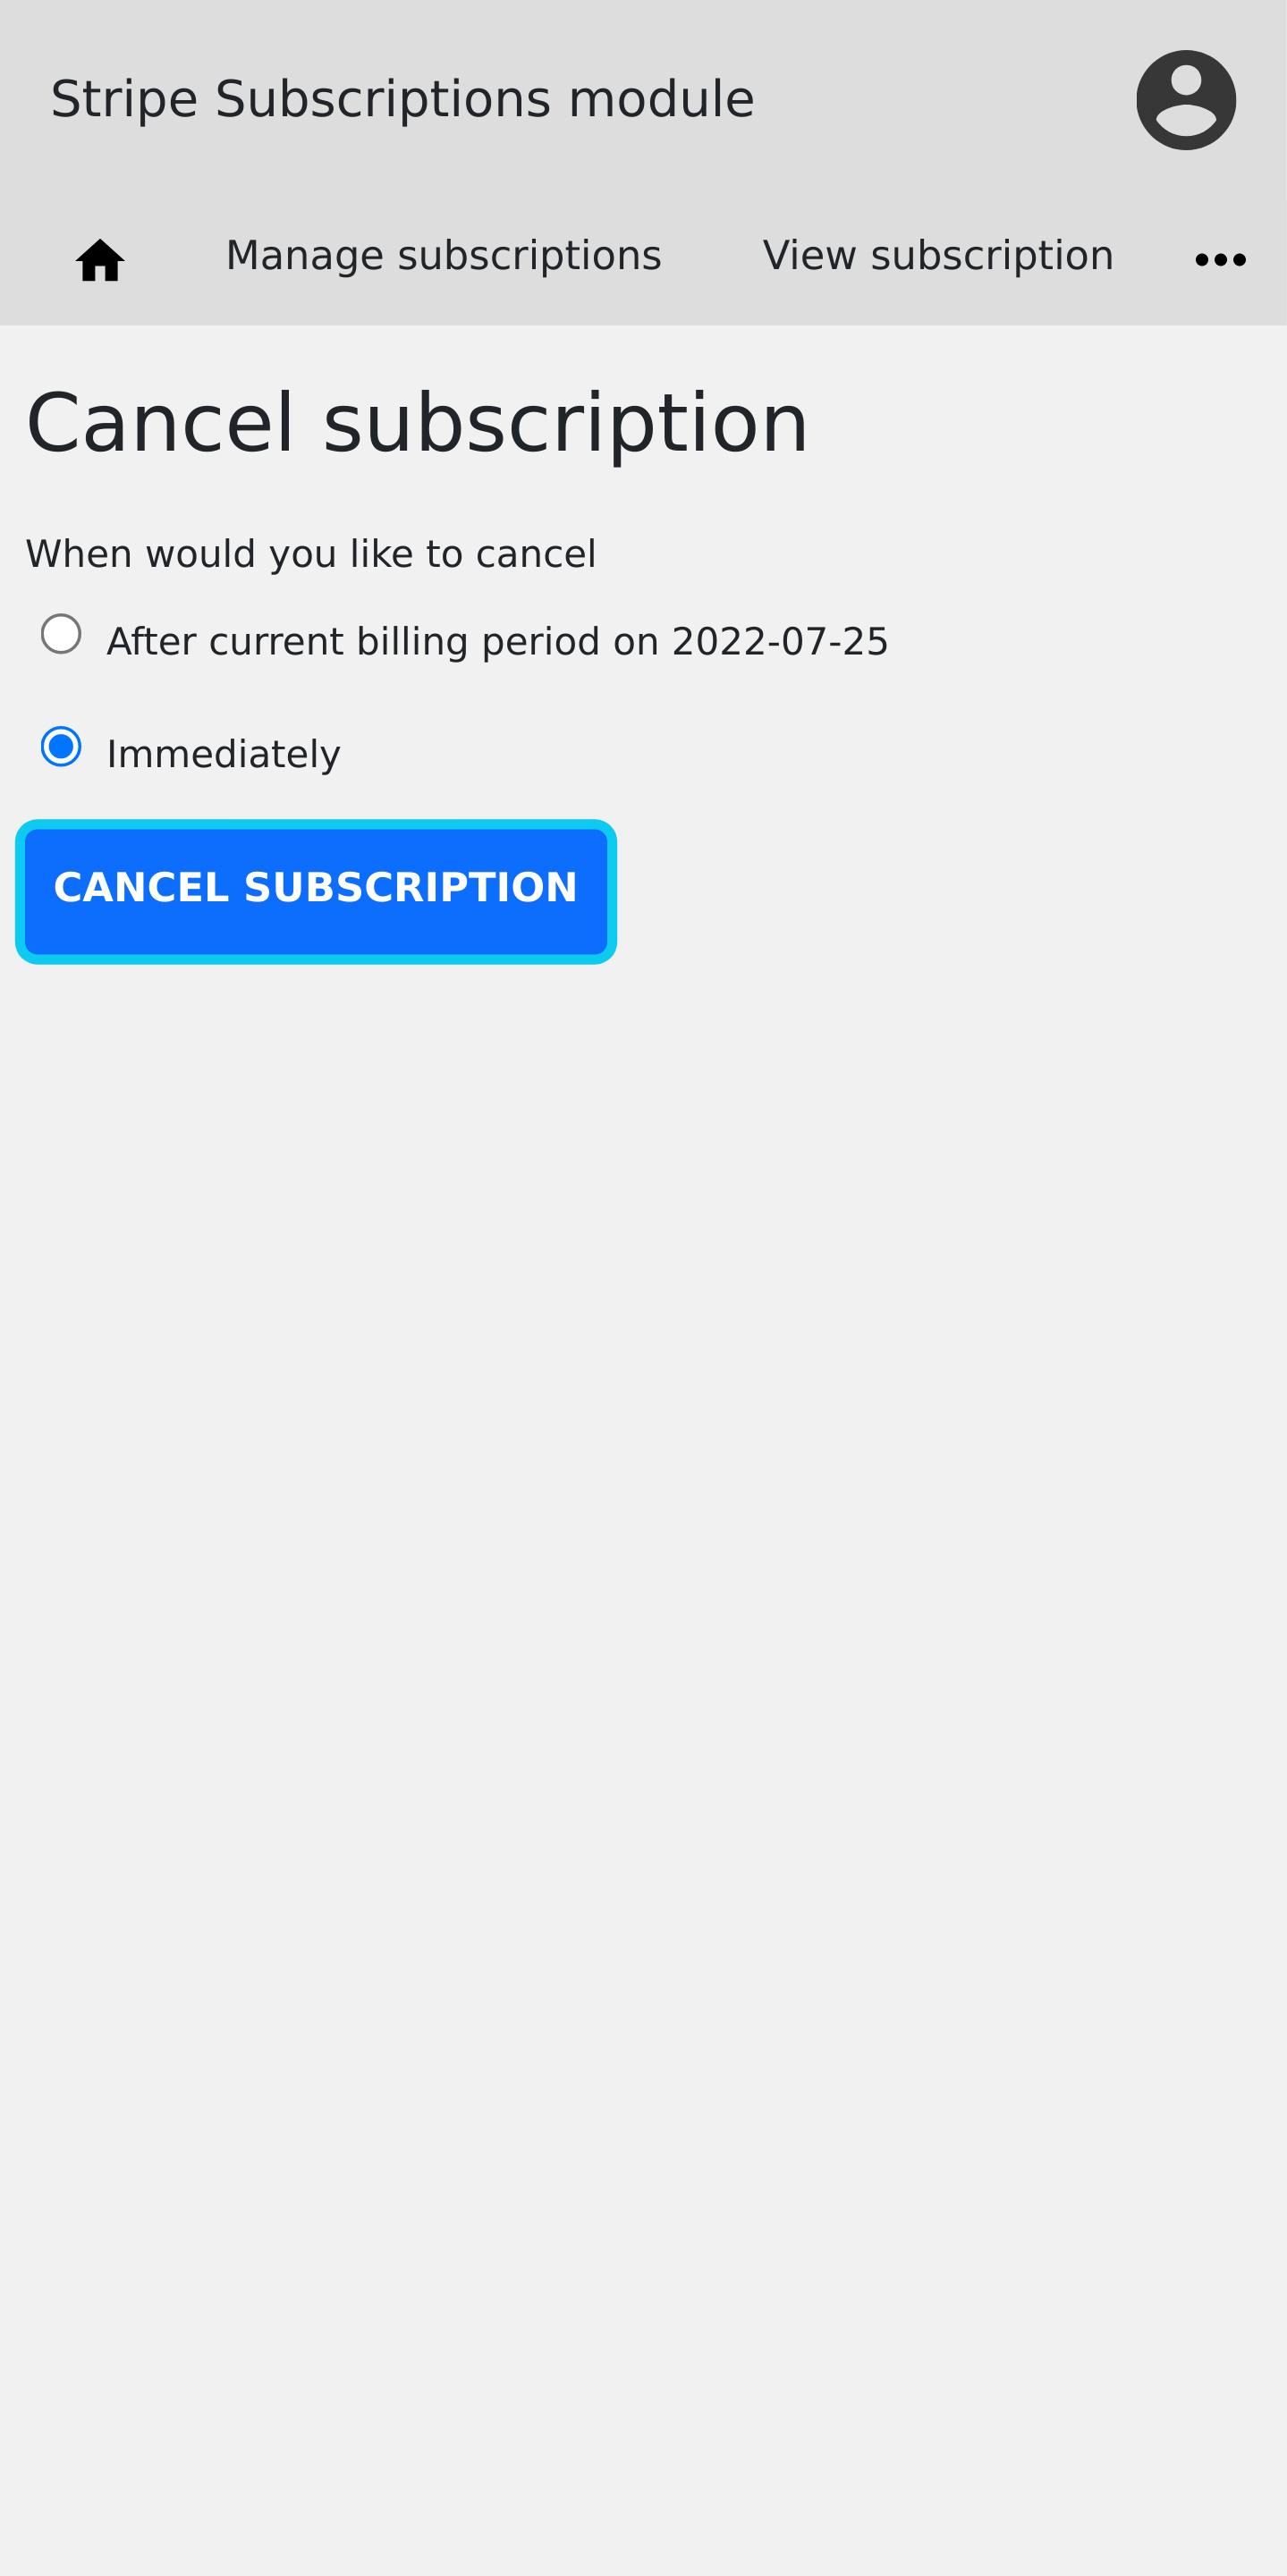 Stripe Subscriptions module
Manage subscriptions View subscription
Cancel subscription
When would you like to cancel
After current billing period on 2022-07-25
Immediately
CANCEL SUBSCRIPTION